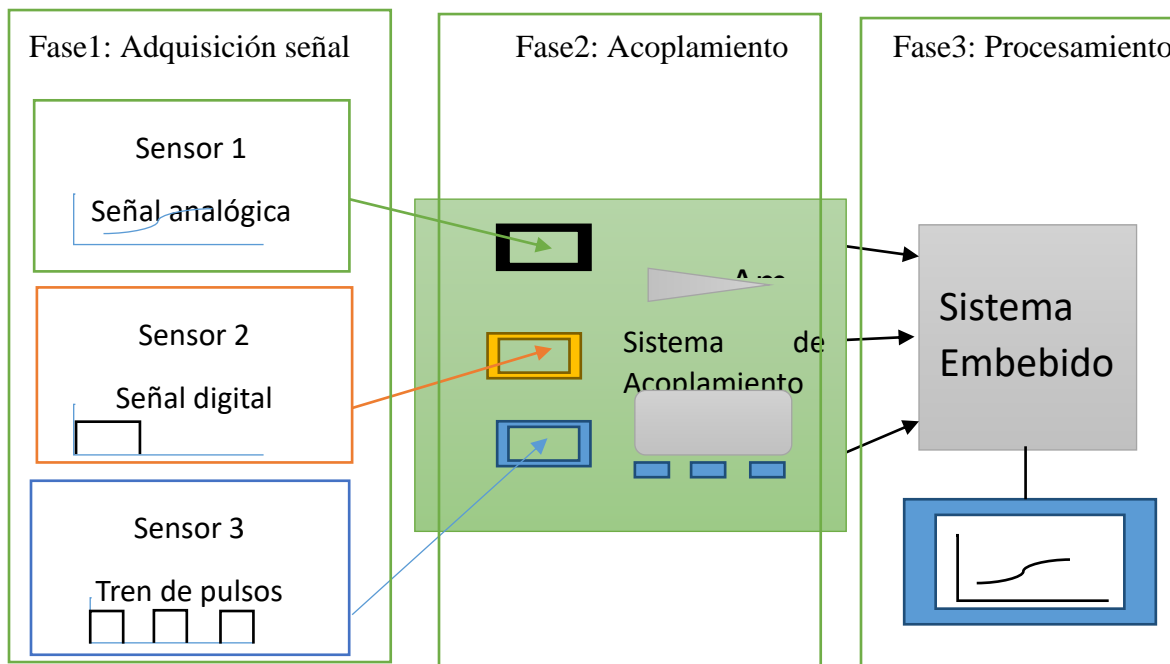 Fase1: Adquisición señal
Fase2: Acoplamiento
Fase3: Procesamiento
Sensor 1
Señal analógica
Sensor 2
Señal digital
Sensor 3
Tren de pulsos
Sistema de
Acoplamiento
Sistema
Embebido